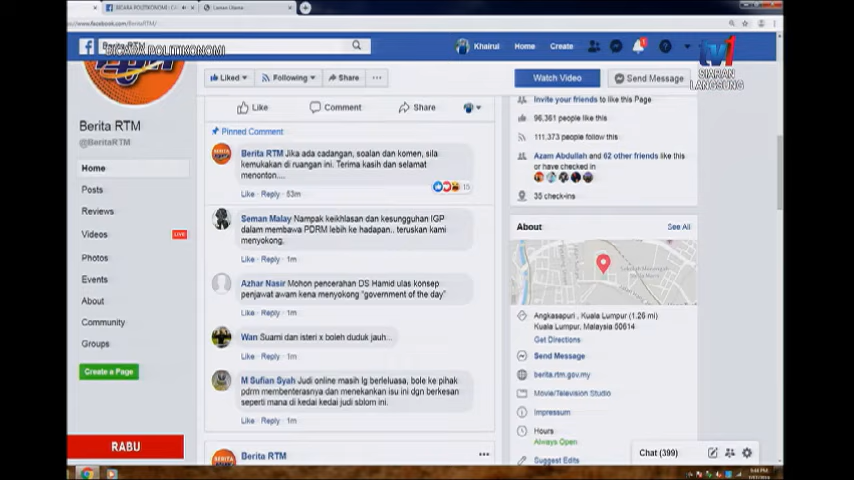 BICARA POLITIKONOMI
Khairul
Home
Create
tv1
SIARAN
LANGSUNG
Liked
Following
Share
Watch Video
Send Message
Berita RTM
@BeritaRTM
Home
Posts
Reviews
Videos
LIVE
Photos
Events
About
Community
Groups
Create a Page
RABU
Like
Comment
Share
Pinned Comment
Berita RTM Jika ada cadangan, soalan dan komen, sila
kemukakan di ruangan ini. Terima kasih dan selamat
menonton....
15
Like · Reply · 53m
Seman Malay Nampak keikhlasan dan kesungguhan IGP
dalam membawa PDRM lebih ke hadapan.. teruskan kami
menyokong.
Like · Reply · 1m
Azhar Nasir Mohon pencerahan DS Hamid ulas konsep
penjawat awam kena menyokong "government of the day"
Like · Reply · 1m
Wan Suami dan isteri x boleh duduk jauh...
Like · Reply · 1m
M Sufian Syah Judi online masih lg berleluasa, bole ke pihak
pdrm membenterasnya dan menekankan isu ini dgn berkesan
seperti mana di kedai kedai judi sblom ini.
Like · Reply · 1m
Berita RTM
Invite your friends to like this Page
96,361 people like this
111,373 people follow this
Azam Abdullah and 62 other friends like this
or have checked in
35 check-ins
About
See All
Angkasapuri , Kuala Lumpur (1.26 mi)
Kuala Lumpur, Malaysia 50614
Get Directions
Send Message
berita.rtm.gov.my
Movie/Television Studio
Impressum
Hours
Always Open
Suggest Edits
Chat (399)